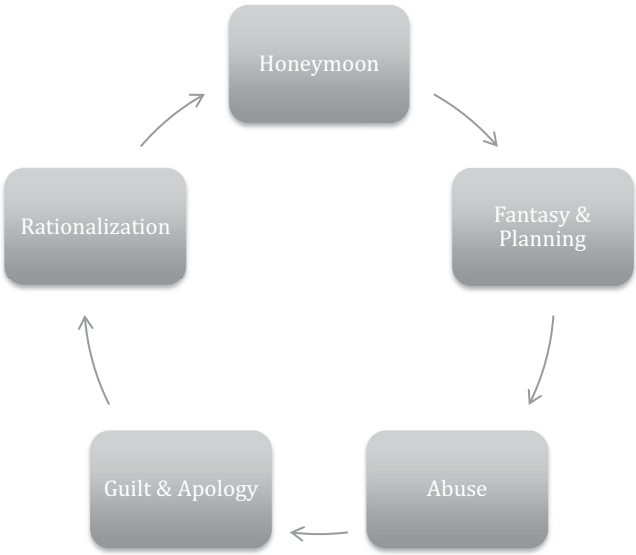 Honeymoon
Fantasy &
Planning
Abuse
Guilt & Apology
Rationalization